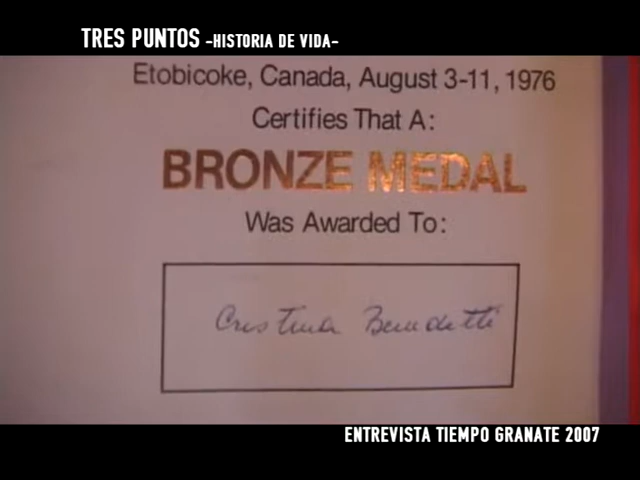 TRES PUNTOS -HISTORIA DE VIDA-
Etobicoke, Canada, August 3-11, 1976
Certifies That A:
BRONZE MEDAL
Was Awarded To:
Cristina Benedetti
ENTREVISTA TIEMPO GRANATE 2007